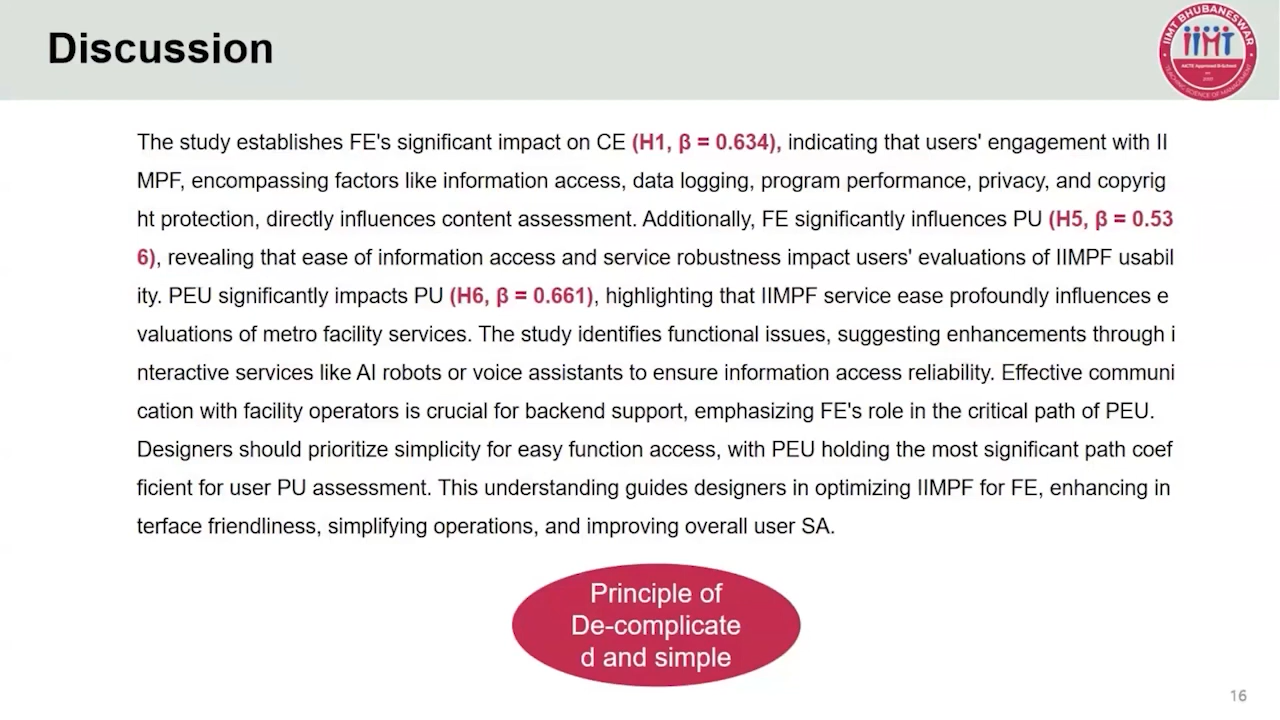 Discussion
IIMT BHUBANESWAR
IIMT
AICTE Approved B-School
TEACHING SCIENCE OF MANAGEMENT
The study establishes FE's significant impact on CE (H1, β = 0.634), indicating that users' engagement with II
MPF, encompassing factors like information access, data logging, program performance, privacy, and copyrig
ht protection, directly influences content assessment. Additionally, FE significantly influences PU (H5, β = 0.53
6), revealing that ease of information access and service robustness impact users' evaluations of IIMPF usabil
ity. PEU significantly impacts PU (H6, β = 0.661), highlighting that IIMPF service ease profoundly influences e
valuations of metro facility services. The study identifies functional issues, suggesting enhancements through i
nteractive services like AI robots or voice assistants to ensure information access reliability. Effective communi
cation with facility operators is crucial for backend support, emphasizing FE's role in the critical path of PEU.
Designers should prioritize simplicity for easy function access, with PEU holding the most significant path coef
ficient for user PU assessment. This understanding guides designers in optimizing IIMPF for FE, enhancing in
terface friendliness, simplifying operations, and improving overall user SA.
Principle of
De-complicate
d and simple
16